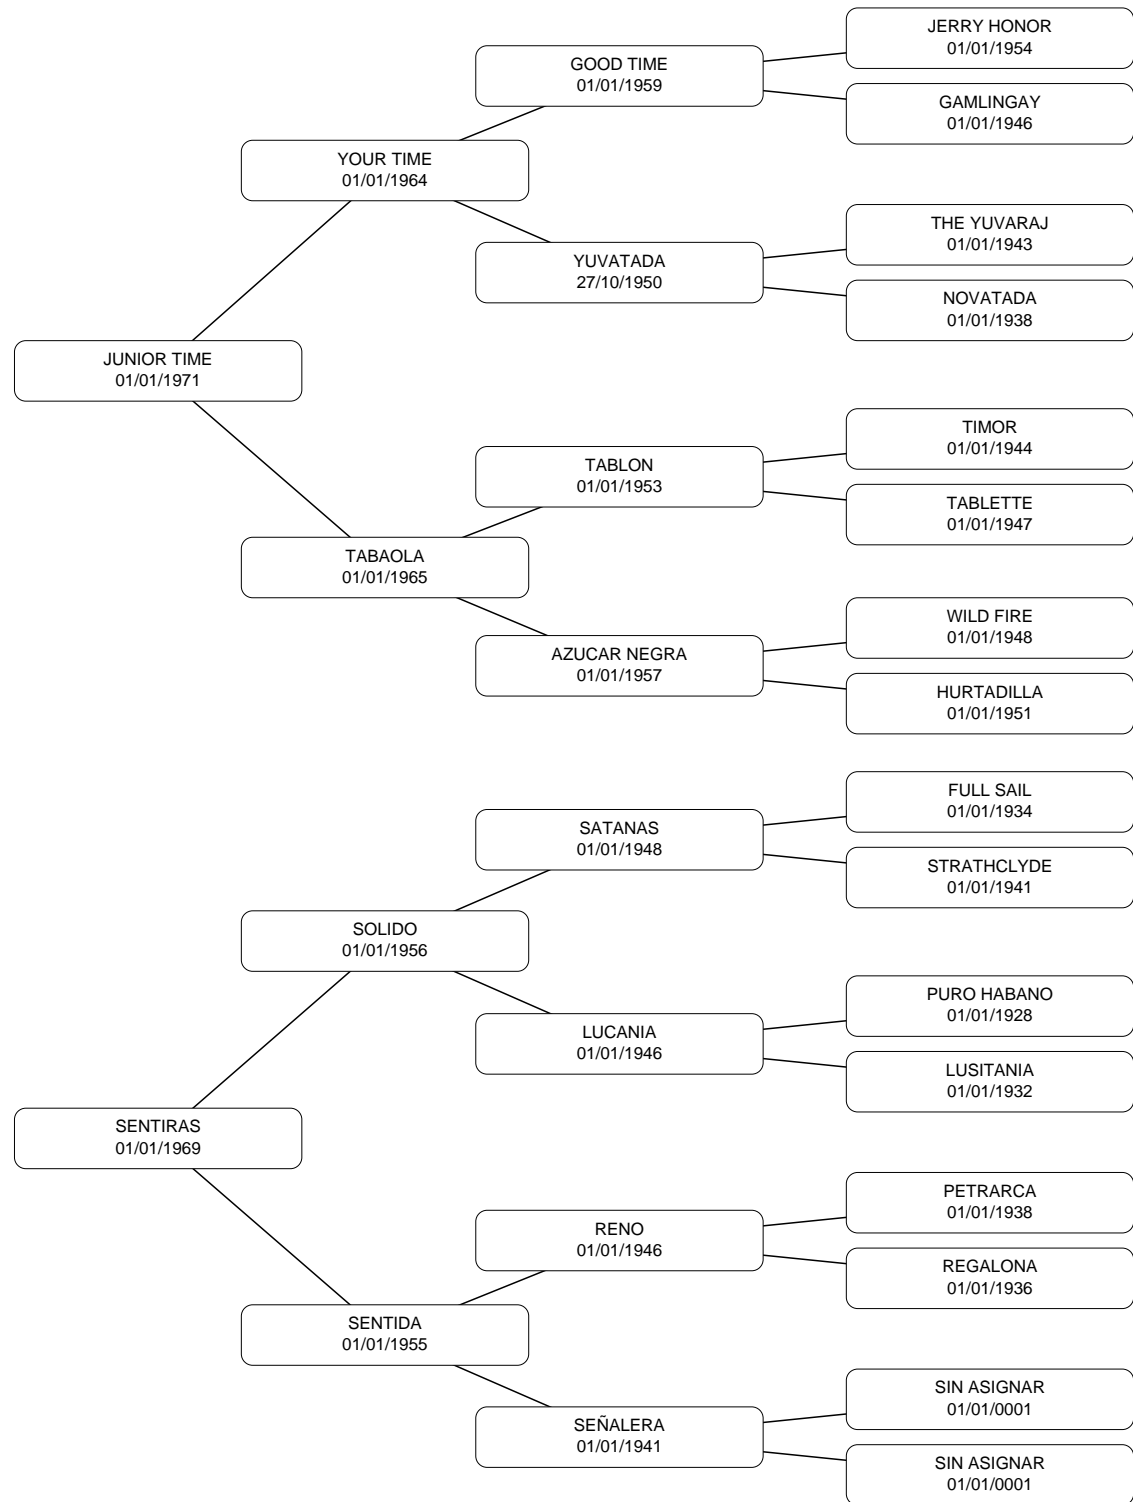 JERRY HONOR
01/01/1954
GOOD TIME
01/01/1959
GAMLINGAY
01/01/1946
YOUR TIME
01/01/1964
THE YUVARAJ
01/01/1943
YUVATADA
27/10/1950
NOVATADA
01/01/1938
JUNIOR TIME
01/01/1971
TIMOR
01/01/1944
TABLON
01/01/1953
TABLETTE
01/01/1947
TABAOLA
01/01/1965
WILD FIRE
01/01/1948
AZUCAR NEGRA
01/01/1957
HURTADILLA
01/01/1951
FULL SAIL
01/01/1934
SATANAS
01/01/1948
STRATHCLYDE
01/01/1941
SOLIDO
01/01/1956
PURO HABANO
01/01/1928
LUCANIA
01/01/1946
LUSITANIA
01/01/1932
SENTIRAS
01/01/1969
PETRARCA
01/01/1938
RENO
01/01/1946
REGALONA
01/01/1936
SENTIDA
01/01/1955
SIN ASIGNAR
01/01/0001
SEÑALERA
01/01/1941
SIN ASIGNAR
01/01/0001